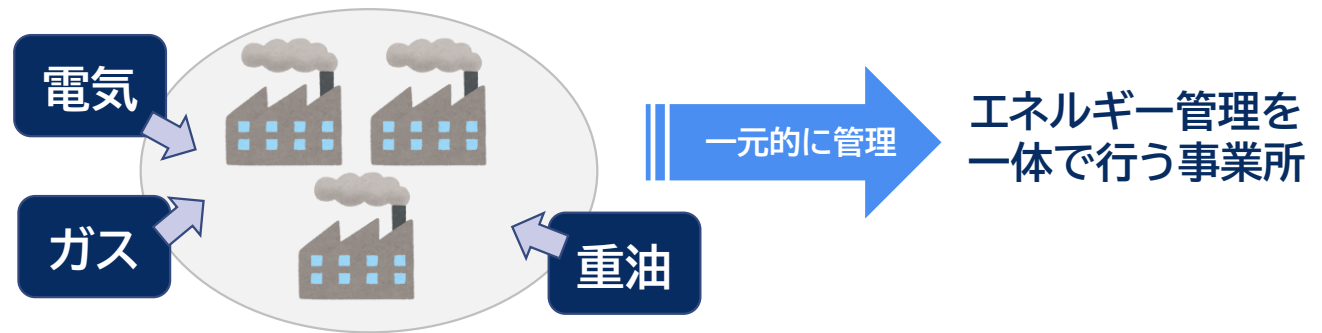 電気
ガス
重油
一元的に管理
エネルギー管理を
一体で行う事業所